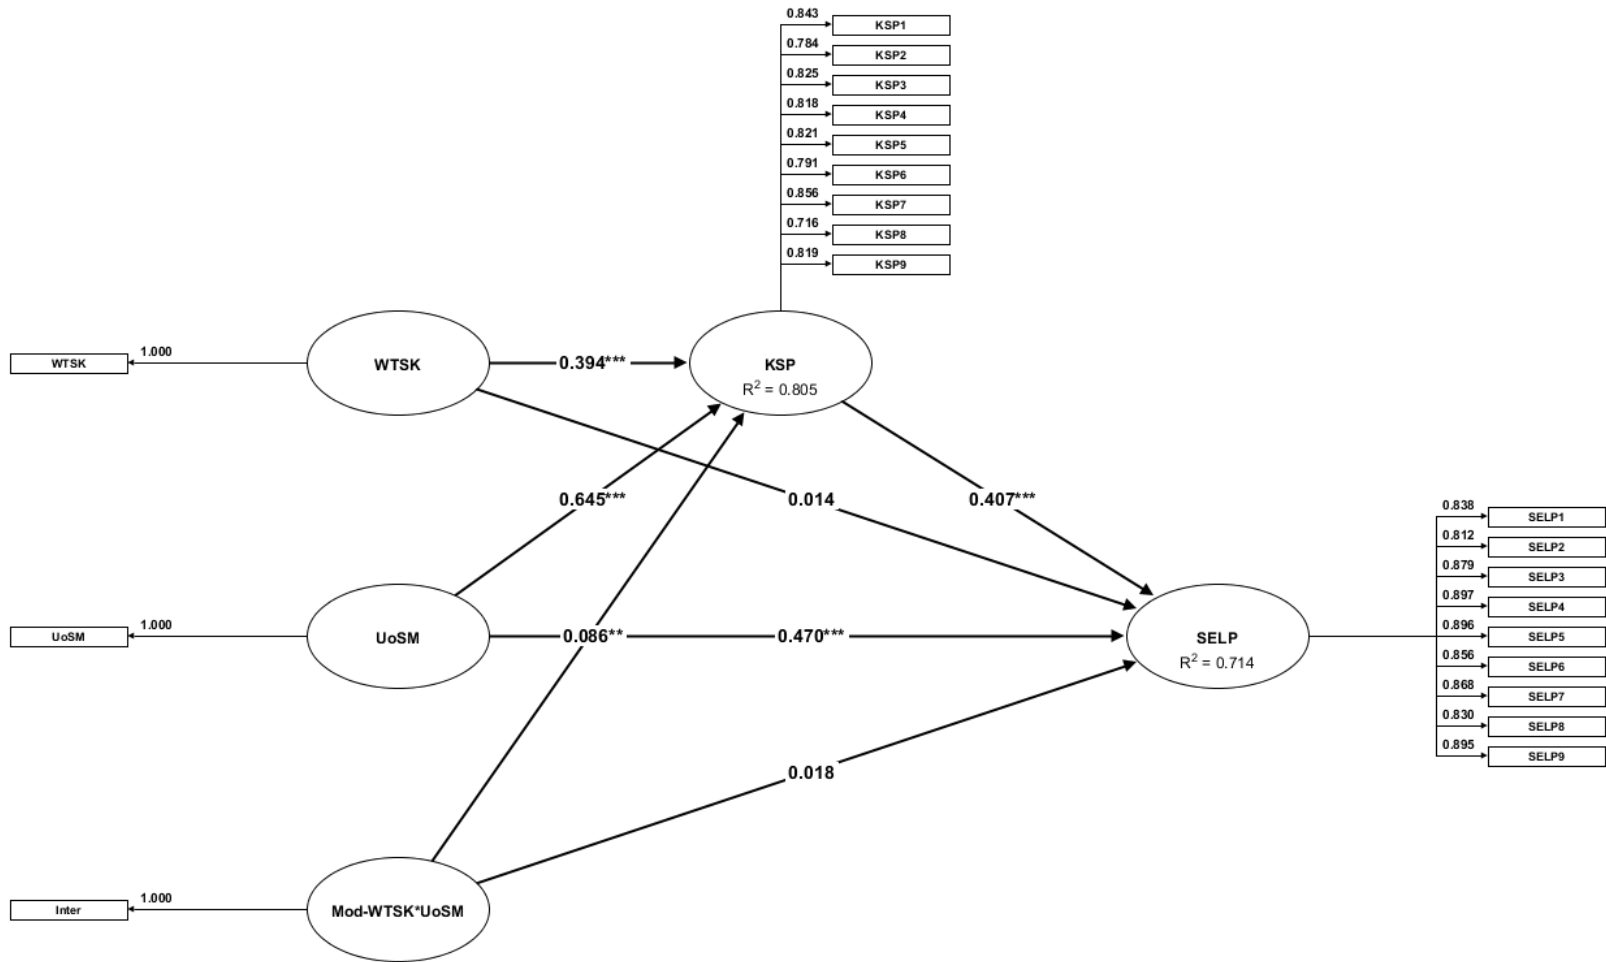 0.843 KSP1
0.784 KSP2
0.825 KSP3
0.818 KSP4
0.821 KSP5
0.791 KSP6
0.856 KSP7
0.716 KSP8
0.819 KSP9
WTSK 1.000 WTSK 0.394*** KSP
R² = 0.805
0.645*** 0.014 0.407***
0.838 SELP1
0.812 SELP2
0.879 SELP3
0.897 SELP4
0.896 SELP5
0.856 SELP6
0.868 SELP7
0.830 SELP8
0.895 SELP9
UoSM 1.000 UoSM 0.086** 0.470*** SELP
R² = 0.714
0.018
Inter 1.000 Mod-WTSK*UoSM